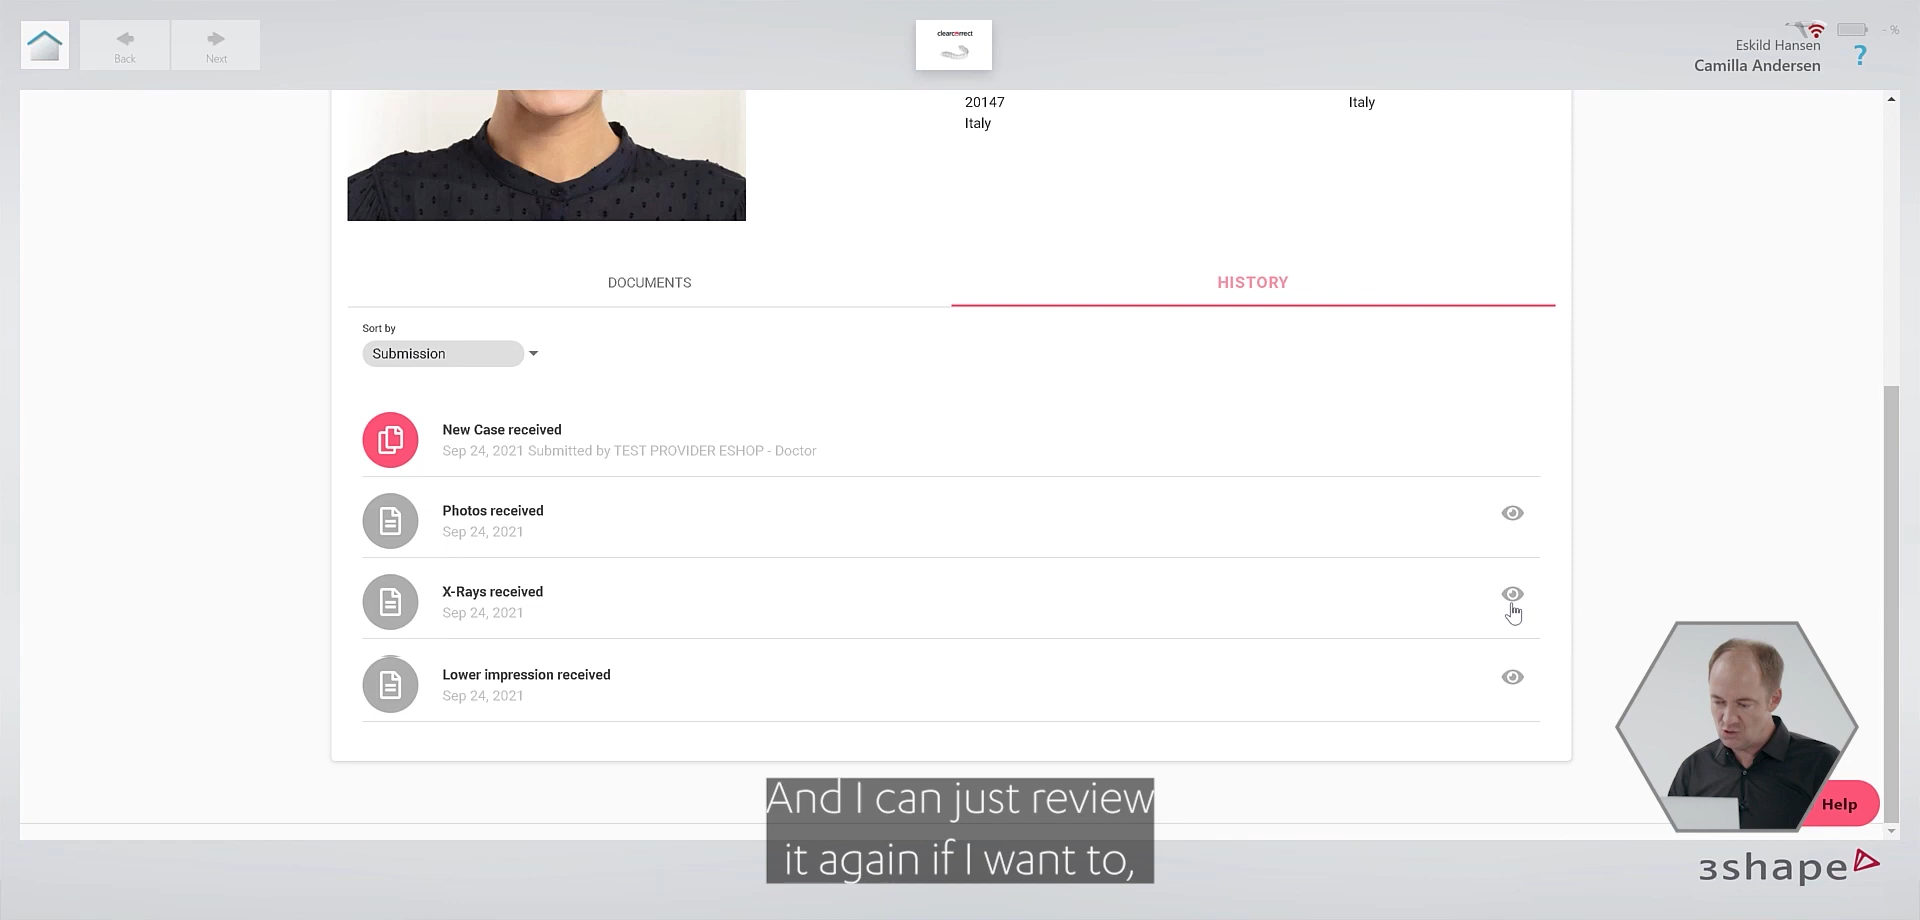 Back
Next
clearcorrect
- %
Eskild Hansen
Camilla Andersen
?
20147
Italy
Italy
DOCUMENTS
HISTORY
Sort by
Submission
New Case received
Sep 24, 2021 Submitted by TEST PROVIDER ESHOP - Doctor
Photos received
Sep 24, 2021
X-Rays received
Sep 24, 2021
Lower impression received
Sep 24, 2021
And I can just review
it again if I want to,
Help
3shape